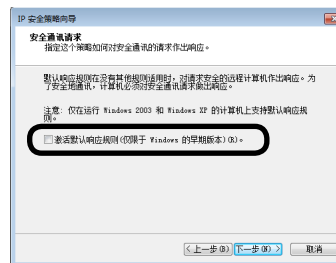 IP 安全策略向导
安全通讯请求
指定这个策略如何对安全通讯的请求作出响应。
默认响应规则在没有其他规则适用时，对请求安全的远程计算机作出响应。为
了安全地通讯，计算机必须对安全通讯请求做出响应。
注意: 仅在运行 Windows 2003 和 Windows XP 的计算机上支持默认响应规
则。
激活默认响应规则(仅限于 Windows 的早期版本)(R)。
< 上一步(B) 下一步(N) > 取消